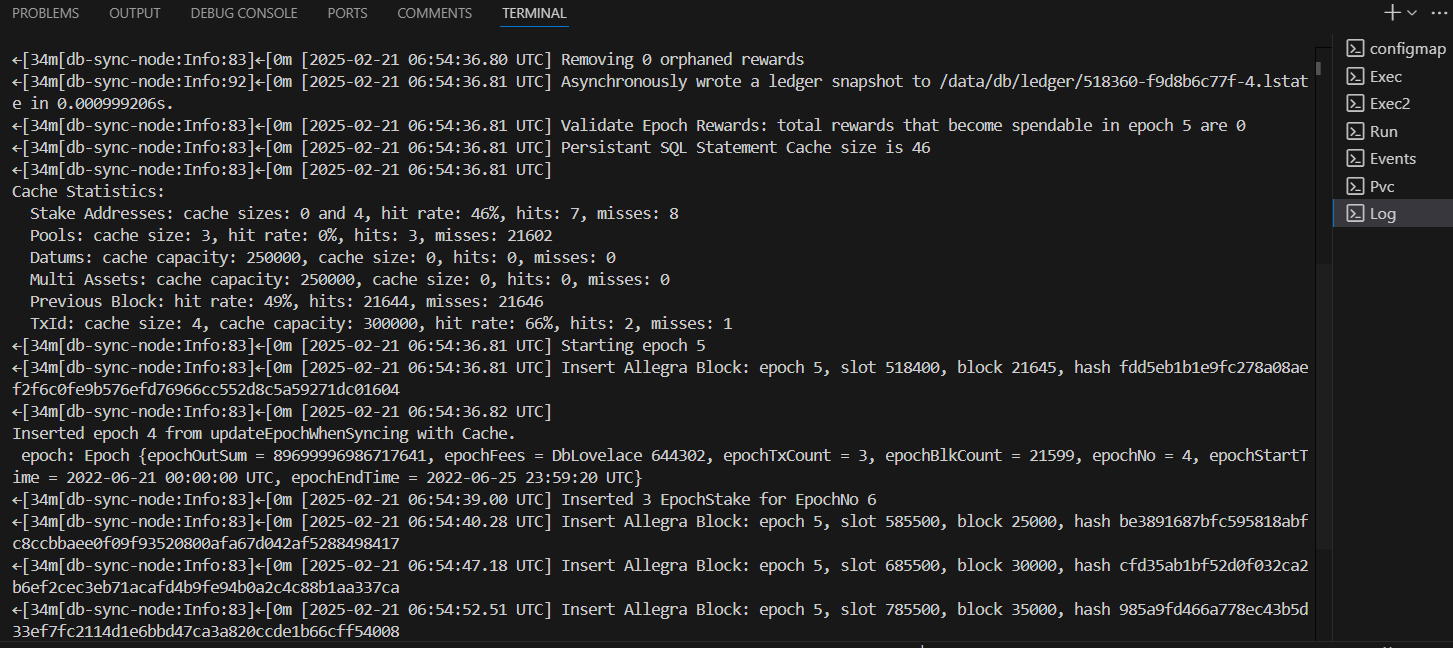 PROBLEMS OUTPUT DEBUG CONSOLE PORTS COMMENTS TERMINAL
←[34m[db-sync-node:Info:83]←[0m [2025-02-21 06:54:36.80 UTC] Removing 0 orphaned rewards
←[34m[db-sync-node:Info:92]←[0m [2025-02-21 06:54:36.81 UTC] Asynchronously wrote a ledger snapshot to /data/db/ledger/518360-f9d8b6c77f-4.lstat
e in 0.000999206s.
←[34m[db-sync-node:Info:83]←[0m [2025-02-21 06:54:36.81 UTC] Validate Epoch Rewards: total rewards that become spendable in epoch 5 are 0
←[34m[db-sync-node:Info:83]←[0m [2025-02-21 06:54:36.81 UTC] Persistant SQL Statement Cache size is 46
←[34m[db-sync-node:Info:83]←[0m [2025-02-21 06:54:36.81 UTC]
Cache Statistics:
  Stake Addresses: cache sizes: 0 and 4, hit rate: 46%, hits: 7, misses: 8
  Pools: cache size: 3, hit rate: 0%, hits: 3, misses: 21602
  Datums: cache capacity: 250000, cache size: 0, hits: 0, misses: 0
  Multi Assets: cache capacity: 250000, cache size: 0, hits: 0, misses: 0
  Previous Block: hit rate: 49%, hits: 21644, misses: 21646
  TxId: cache size: 4, cache capacity: 300000, hit rate: 66%, hits: 2, misses: 1
←[34m[db-sync-node:Info:83]←[0m [2025-02-21 06:54:36.81 UTC] Starting epoch 5
←[34m[db-sync-node:Info:83]←[0m [2025-02-21 06:54:36.81 UTC] Insert Allegra Block: epoch 5, slot 518400, block 21645, hash fdd5eb1b1e9fc278a08ae
f2f6c0fe9b576efd76966cc552d8c5a59271dc01604
←[34m[db-sync-node:Info:83]←[0m [2025-02-21 06:54:36.82 UTC]
Inserted epoch 4 from updateEpochWhenSyncing with Cache.
 epoch: Epoch {epochOutSum = 89699996986717641, epochFees = DbLovelace 644302, epochTxCount = 3, epochBlkCount = 21599, epochNo = 4, epochStartT
ime = 2022-06-21 00:00:00 UTC, epochEndTime = 2022-06-25 23:59:20 UTC}
←[34m[db-sync-node:Info:83]←[0m [2025-02-21 06:54:39.00 UTC] Inserted 3 EpochStake for EpochNo 6
←[34m[db-sync-node:Info:83]←[0m [2025-02-21 06:54:40.28 UTC] Insert Allegra Block: epoch 5, slot 585500, block 25000, hash be3891687bfc595818abf
c8ccbbaee0f09f93520800afa67d042af5288498417
←[34m[db-sync-node:Info:83]←[0m [2025-02-21 06:54:47.18 UTC] Insert Allegra Block: epoch 5, slot 685500, block 30000, hash cfd35ab1bf52d0f032ca2
b6ef2cec3eb71acafd4b9fe94b0a2c4c88b1aa337ca
←[34m[db-sync-node:Info:83]←[0m [2025-02-21 06:54:52.51 UTC] Insert Allegra Block: epoch 5, slot 785500, block 35000, hash 985a9fd466a778ec43b5d
33ef7fc2114d1e6bbd47ca3a820ccde1b66cff54008
configmap
Exec
Exec2
Run
Events
Pvc
Log